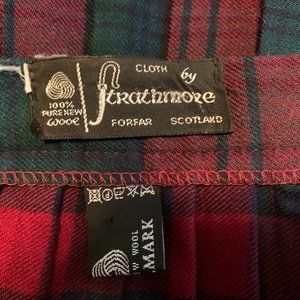 CLOTH by
100%
PURE NEW
WOOL
Strathmore
FORFAR SCOTLAND
W WOOL
MARK